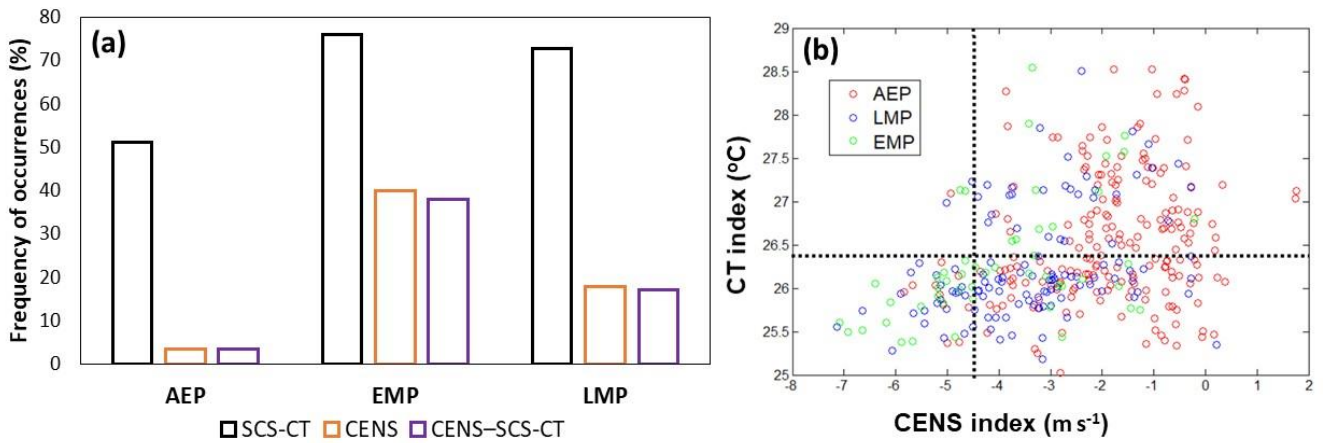 (a)
Frequency of occurrences (%)
80
70
60
50
40
30
20
10
0
AEP EMP LMP
SCS-CT CENS CENS–SCS-CT
(b)
CT index (°C)
29
28.5
28
27.5
27
26.5
26
25.5
25
AEP
LMP
EMP
-8 -7 -6 -5 -4 -3 -2 -1 0 1 2
CENS index (m s⁻¹)